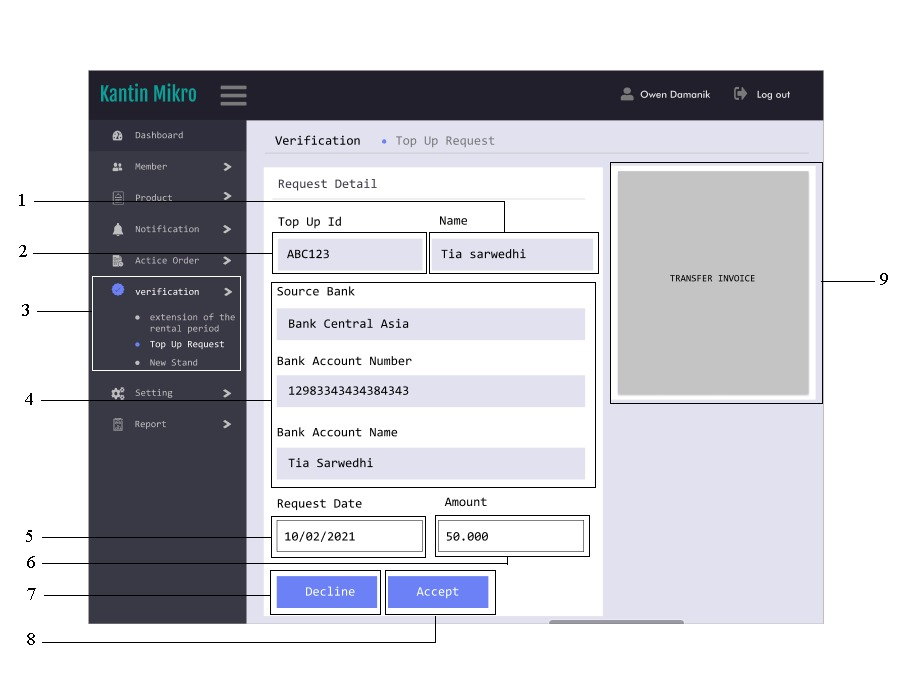 Kantin Mikro
Owen Damanik
Log out
Dashboard
Member
Product
Notification
Actice Order
verification
extension of the
rental period
Top Up Request
New Stand
Setting
Report
Verification • Top Up Request
Request Detail
Top Up Id
Name
ABC123
Tia sarwedhi
Source Bank
Bank Central Asia
Bank Account Number
12983343434384343
Bank Account Name
Tia Sarwedhi
Request Date
Amount
10/02/2021
50.000
Decline
Accept
TRANSFER INVOICE
1
2
3
4
5
6
7
8
9